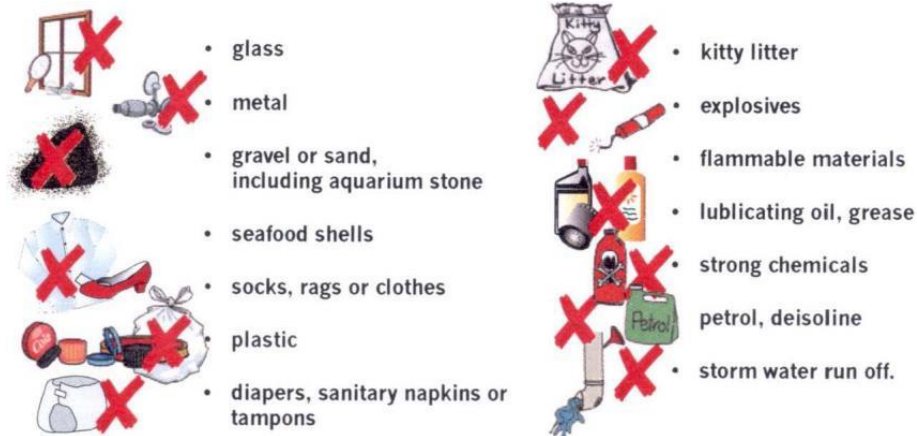 • glass
• metal
• gravel or sand,
including aquarium stone
• seafood shells
• socks, rags or clothes
• plastic
• diapers, sanitary napkins or
tampons
Kitty
Litter
• kitty litter
• explosives
• flammable materials
• lublicating oil, grease
• strong chemicals
Petrol
petrol, deisoline
• storm water run off.